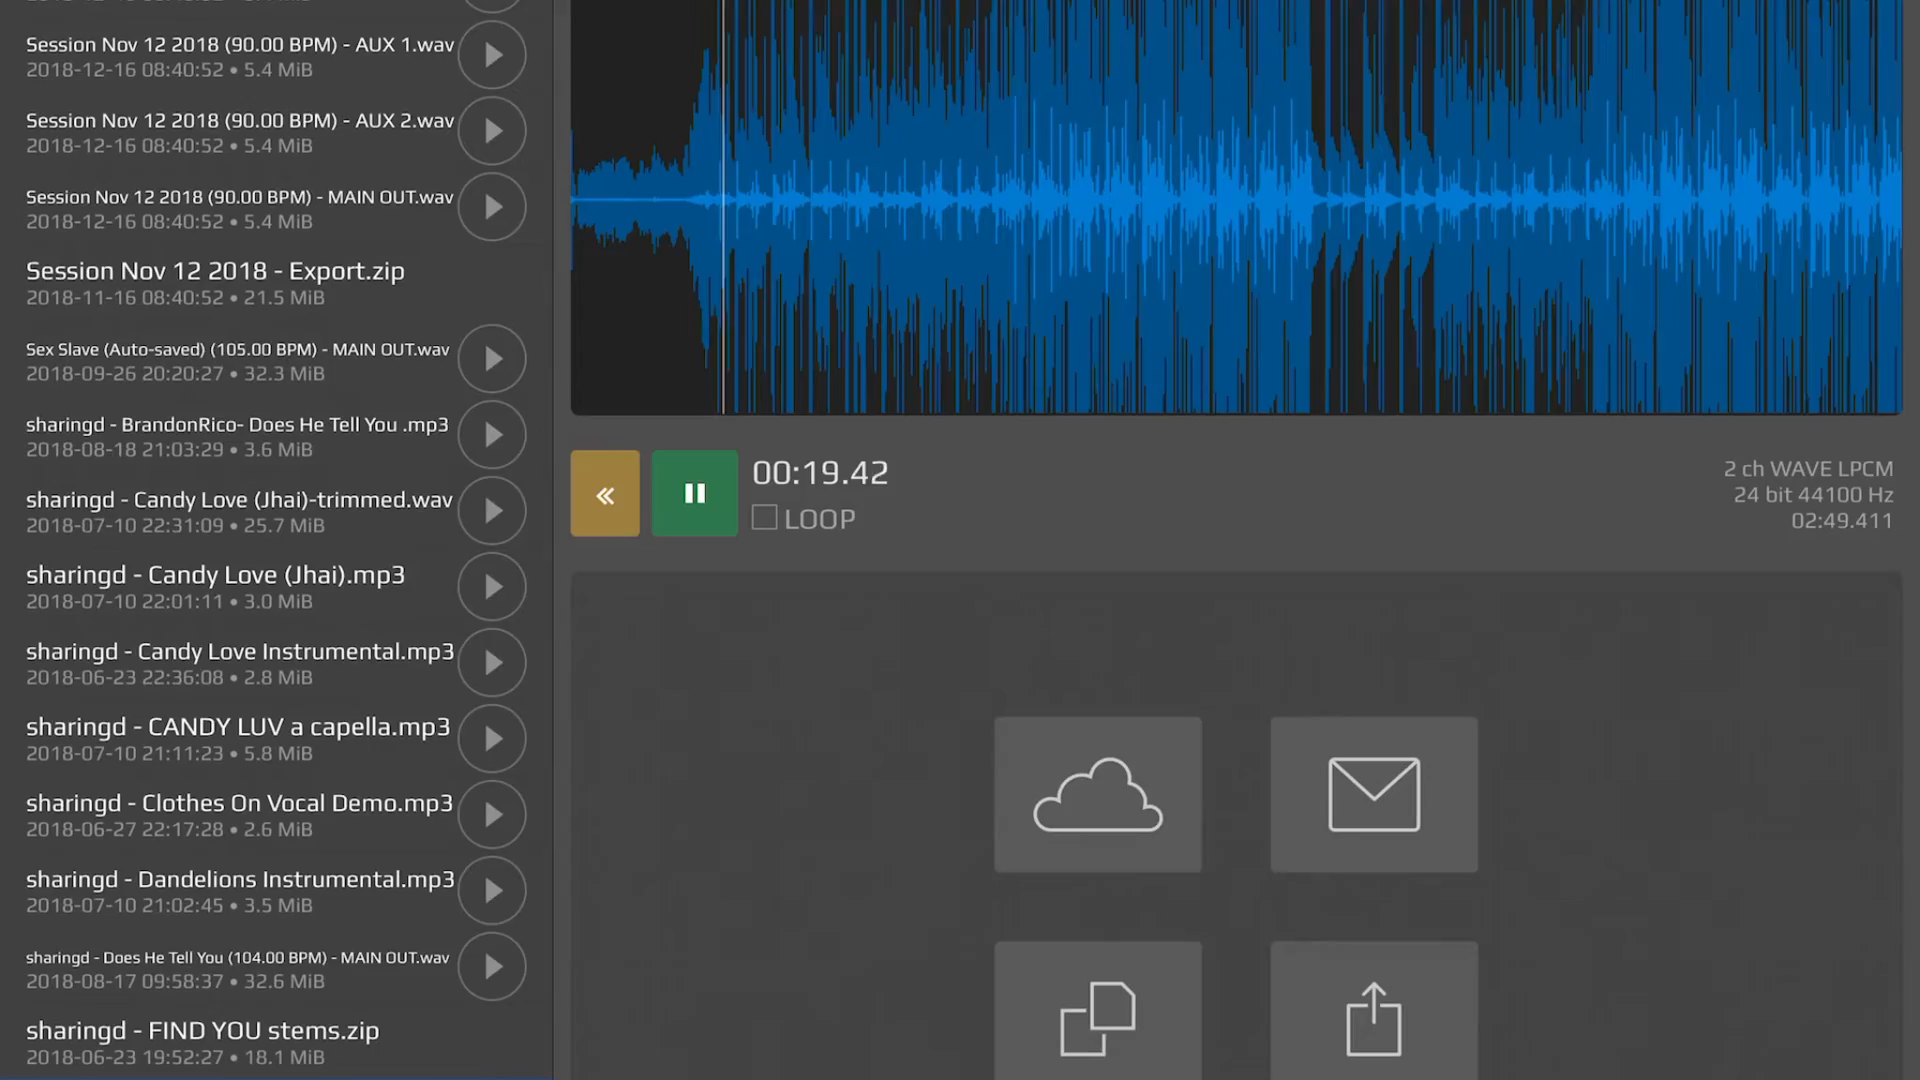 Session Nov 12 2018 (90.00 BPM) - AUX 1.wav
2018-12-16 08:40:52 • 5.4 MiB
Session Nov 12 2018 (90.00 BPM) - AUX 2.wav
2018-12-16 08:40:52 • 5.4 MiB
Session Nov 12 2018 (90.00 BPM) - MAIN OUT.wav
2018-12-16 08:40:52 • 5.4 MiB
Session Nov 12 2018 - Export.zip
2018-11-16 08:40:52 • 21.5 MiB
Sex Slave (Auto-saved) (105.00 BPM) - MAIN OUT.wav
2018-09-26 20:20:27 • 32.3 MiB
sharingd - BrandonRico- Does He Tell You .mp3
2018-08-18 21:03:29 • 3.6 MiB
sharingd - Candy Love (Jhai)-trimmed.wav
2018-07-10 22:31:09 • 25.7 MiB
sharingd - Candy Love (Jhai).mp3
2018-07-10 22:01:11 • 3.0 MiB
sharingd - Candy Love Instrumental.mp3
2018-06-23 22:36:08 • 2.8 MiB
sharingd - CANDY LUV a capella.mp3
2018-07-10 21:11:23 • 5.8 MiB
sharingd - Clothes On Vocal Demo.mp3
2018-06-27 22:17:28 • 2.6 MiB
sharingd - Dandelions Instrumental.mp3
2018-07-10 21:02:45 • 3.5 MiB
sharingd - Does He Tell You (104.00 BPM) - MAIN OUT.wav
2018-08-17 09:58:37 • 32.6 MiB
sharingd - FIND YOU stems.zip
2018-06-23 19:52:27 • 18.1 MiB
00:19.42
LOOP
2 ch WAVE LPCM
24 bit 44100 Hz
02:49.411